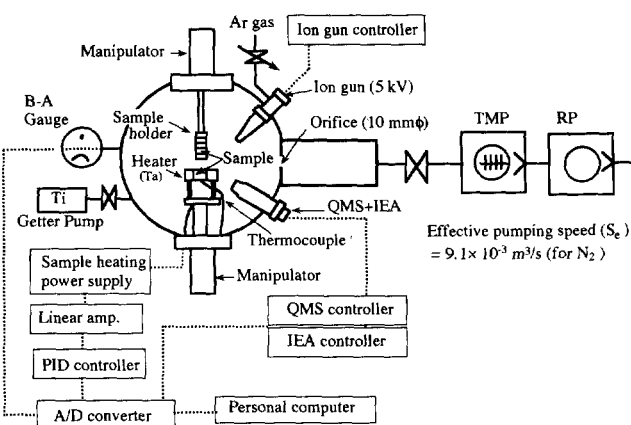 Ar gas
Ion gun controller
Manipulator
Ion gun (5 kV)
B-A
Gauge
Sample
holder
Orifice (10 mmϕ)
TMP
RP
Heater
(Ta)
Sample
Ti
Getter Pump
QMS+IEA
Thermocouple
Effective pumping speed (Se)
= 9.1× 10-3 m³/s (for N2)
Sample heating
power supply
Manipulator
Linear amp.
QMS controller
IEA controller
PID controller
A/D converter
Personal computer